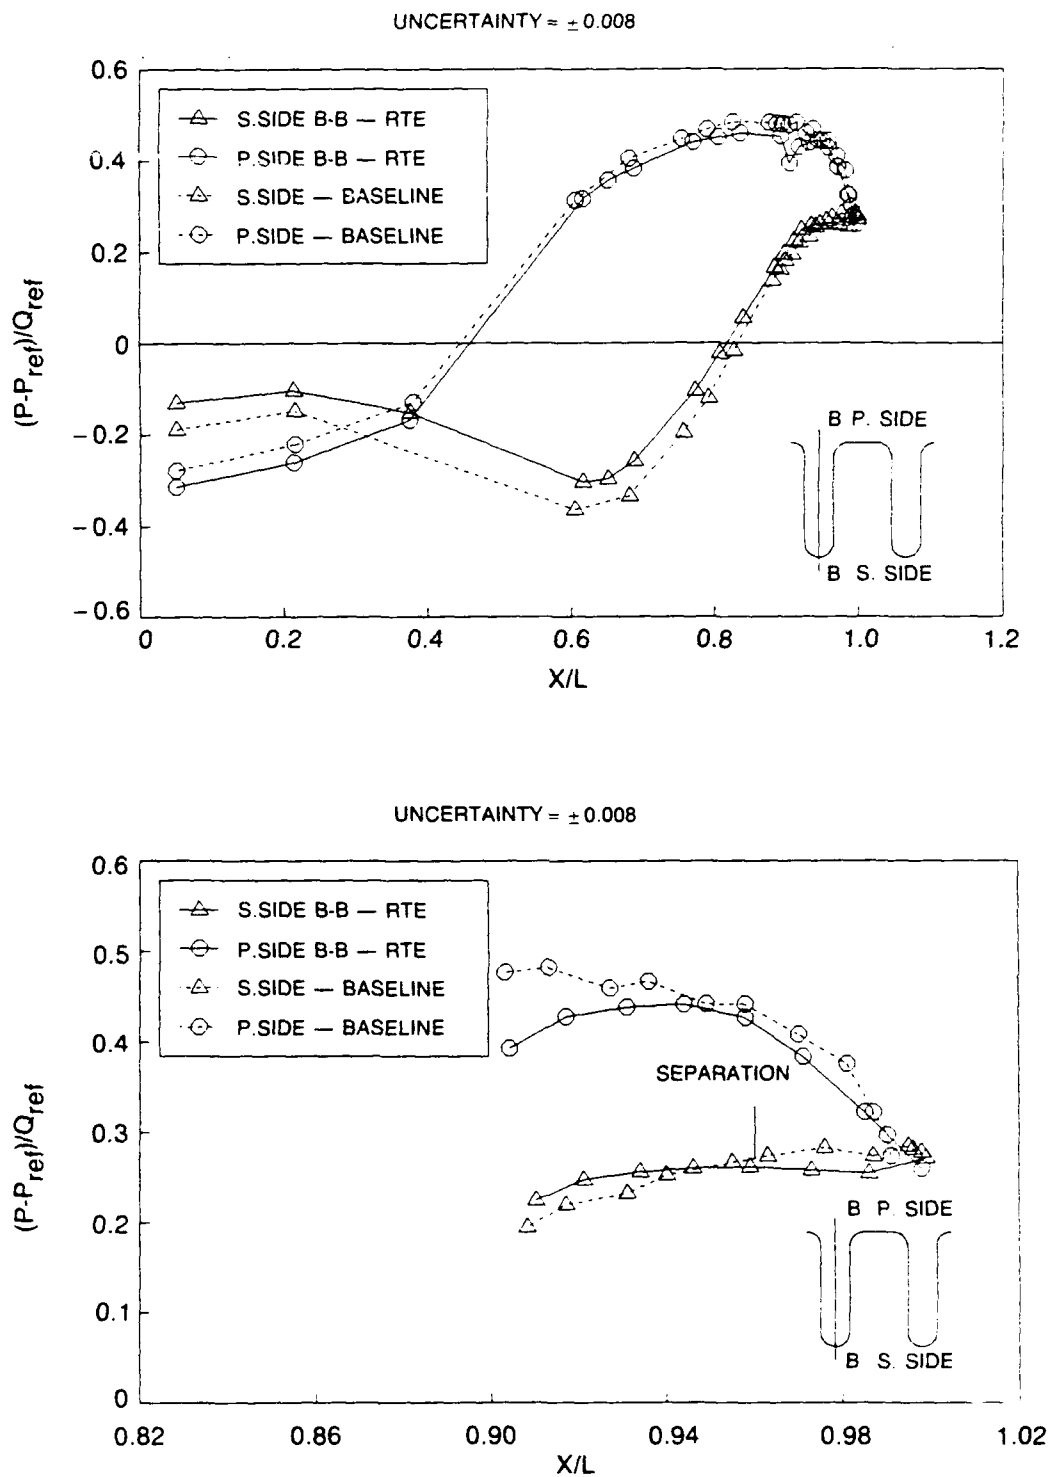 UNCERTAINTY = ± 0.008
0.6
0.4
0.2
0
−0.2
−0.4
−0.6
(P-Pref)/Qref
S.SIDE B-B — RTE
P.SIDE B-B — RTE
S.SIDE — BASELINE
P.SIDE — BASELINE
B P. SIDE
B S. SIDE
0 0.2 0.4 0.6 0.8 1.0 1.2
X/L
UNCERTAINTY = ± 0.008
0.6
0.5
0.4
0.3
0.2
0.1
0
(P-Pref)/Qref
S.SIDE B-B — RTE
P.SIDE B-B — RTE
S.SIDE — BASELINE
P.SIDE — BASELINE
SEPARATION
B P. SIDE
B S. SIDE
0.82 0.86 0.90 0.94 0.98 1.02
X/L